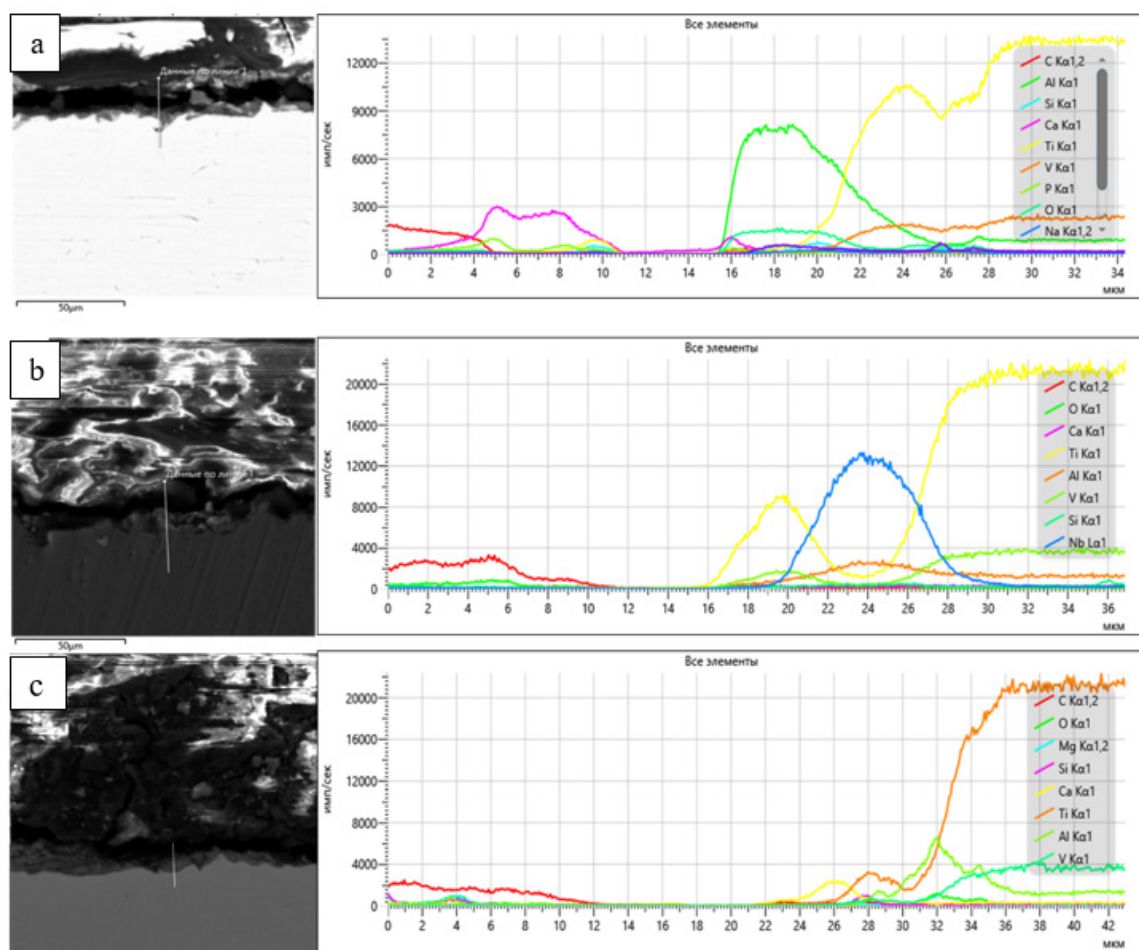 a
Данные по линии 1
50μm
Все элементы
имп/сек
12000
9000
6000
3000
0
0 2 4 6 8 10 12 14 16 18 20 22 24 26 28 30 32 34
мкм
C Kα1,2
Al Kα1
Si Kα1
Ca Kα1
Ti Kα1
V Kα1
P Kα1
O Kα1
Na Kα1,2
b
Данные по линии 1
50μm
Все элементы
имп/сек
20000
16000
12000
8000
4000
0
0 2 4 6 8 10 12 14 16 18 20 22 24 26 28 30 32 34 36
мкм
C Kα1,2
O Kα1
Ca Kα1
Ti Kα1
Al Kα1
V Kα1
Si Kα1
Nb Lα1
c
Все элементы
имп/сек
20000
16000
12000
8000
4000
0
0 2 4 6 8 10 12 14 16 18 20 22 24 26 28 30 32 34 36 38 40 42
мкм
C Kα1,2
O Kα1
Mg Kα1,2
Si Kα1
Ca Kα1
Ti Kα1
Al Kα1
V Kα1